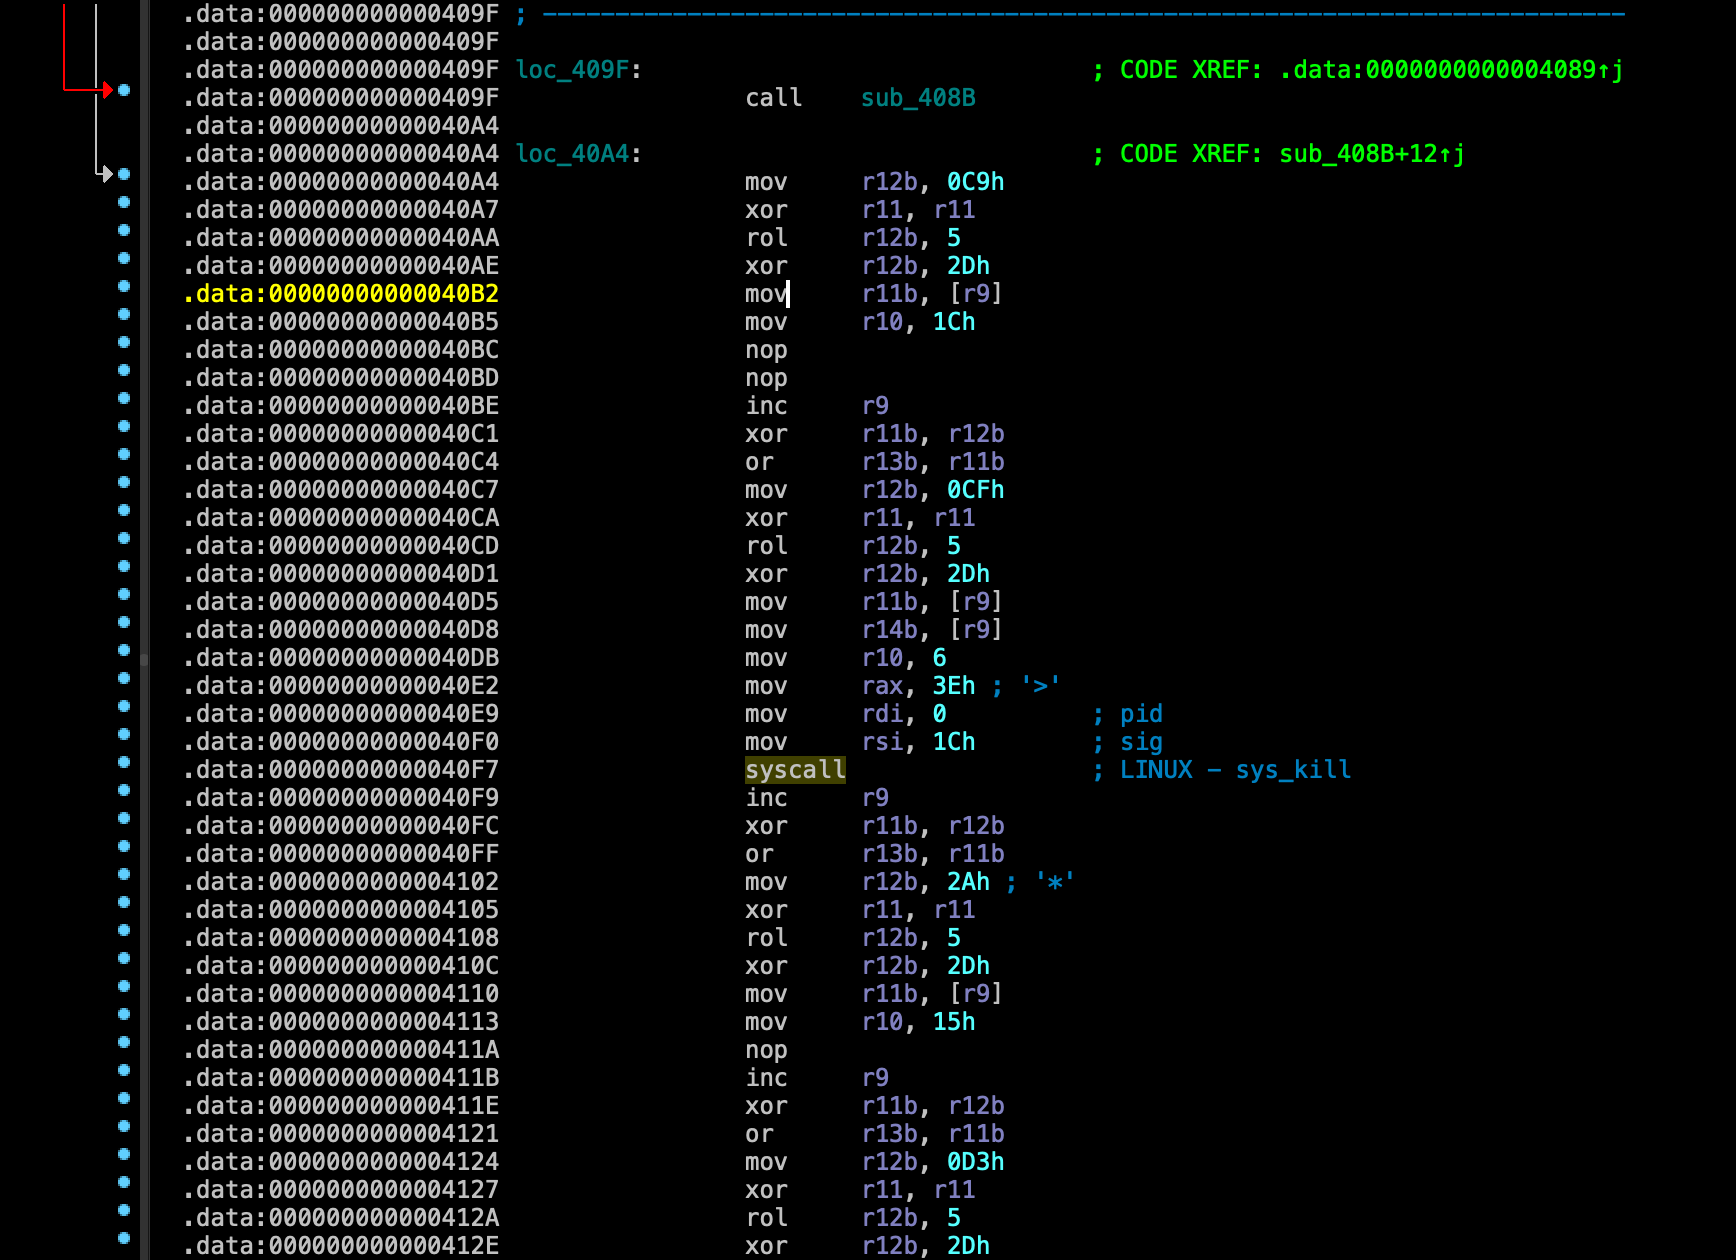 .data:000000000000409F ; ---------------------------------------------------------------------------
.data:000000000000409F
.data:000000000000409F loc_409F: ; CODE XREF: .data:0000000000004089↑j
.data:000000000000409F call sub_408B
.data:00000000000040A4
.data:00000000000040A4 loc_40A4: ; CODE XREF: sub_408B+12↑j
.data:00000000000040A4 mov r12b, 0C9h
.data:00000000000040A7 xor r11, r11
.data:00000000000040AA rol r12b, 5
.data:00000000000040AE xor r12b, 2Dh
.data:00000000000040B2 mov r11b, [r9]
.data:00000000000040B5 mov r10, 1Ch
.data:00000000000040BC nop
.data:00000000000040BD nop
.data:00000000000040BE inc r9
.data:00000000000040C1 xor r11b, r12b
.data:00000000000040C4 or r13b, r11b
.data:00000000000040C7 mov r12b, 0CFh
.data:00000000000040CA xor r11, r11
.data:00000000000040CD rol r12b, 5
.data:00000000000040D1 xor r12b, 2Dh
.data:00000000000040D5 mov r11b, [r9]
.data:00000000000040D8 mov r14b, [r9]
.data:00000000000040DB mov r10, 6
.data:00000000000040E2 mov rax, 3Eh ; '>'
.data:00000000000040E9 mov rdi, 0 ; pid
.data:00000000000040F0 mov rsi, 1Ch ; sig
.data:00000000000040F7 syscall ; LINUX - sys_kill
.data:00000000000040F9 inc r9
.data:00000000000040FC xor r11b, r12b
.data:00000000000040FF or r13b, r11b
.data:0000000000004102 mov r12b, 2Ah ; '*'
.data:0000000000004105 xor r11, r11
.data:0000000000004108 rol r12b, 5
.data:000000000000410C xor r12b, 2Dh
.data:0000000000004110 mov r11b, [r9]
.data:0000000000004113 mov r10, 15h
.data:000000000000411A nop
.data:000000000000411B inc r9
.data:000000000000411E xor r11b, r12b
.data:0000000000004121 or r13b, r11b
.data:0000000000004124 mov r12b, 0D3h
.data:0000000000004127 xor r11, r11
.data:000000000000412A rol r12b, 5
.data:000000000000412E xor r12b, 2Dh